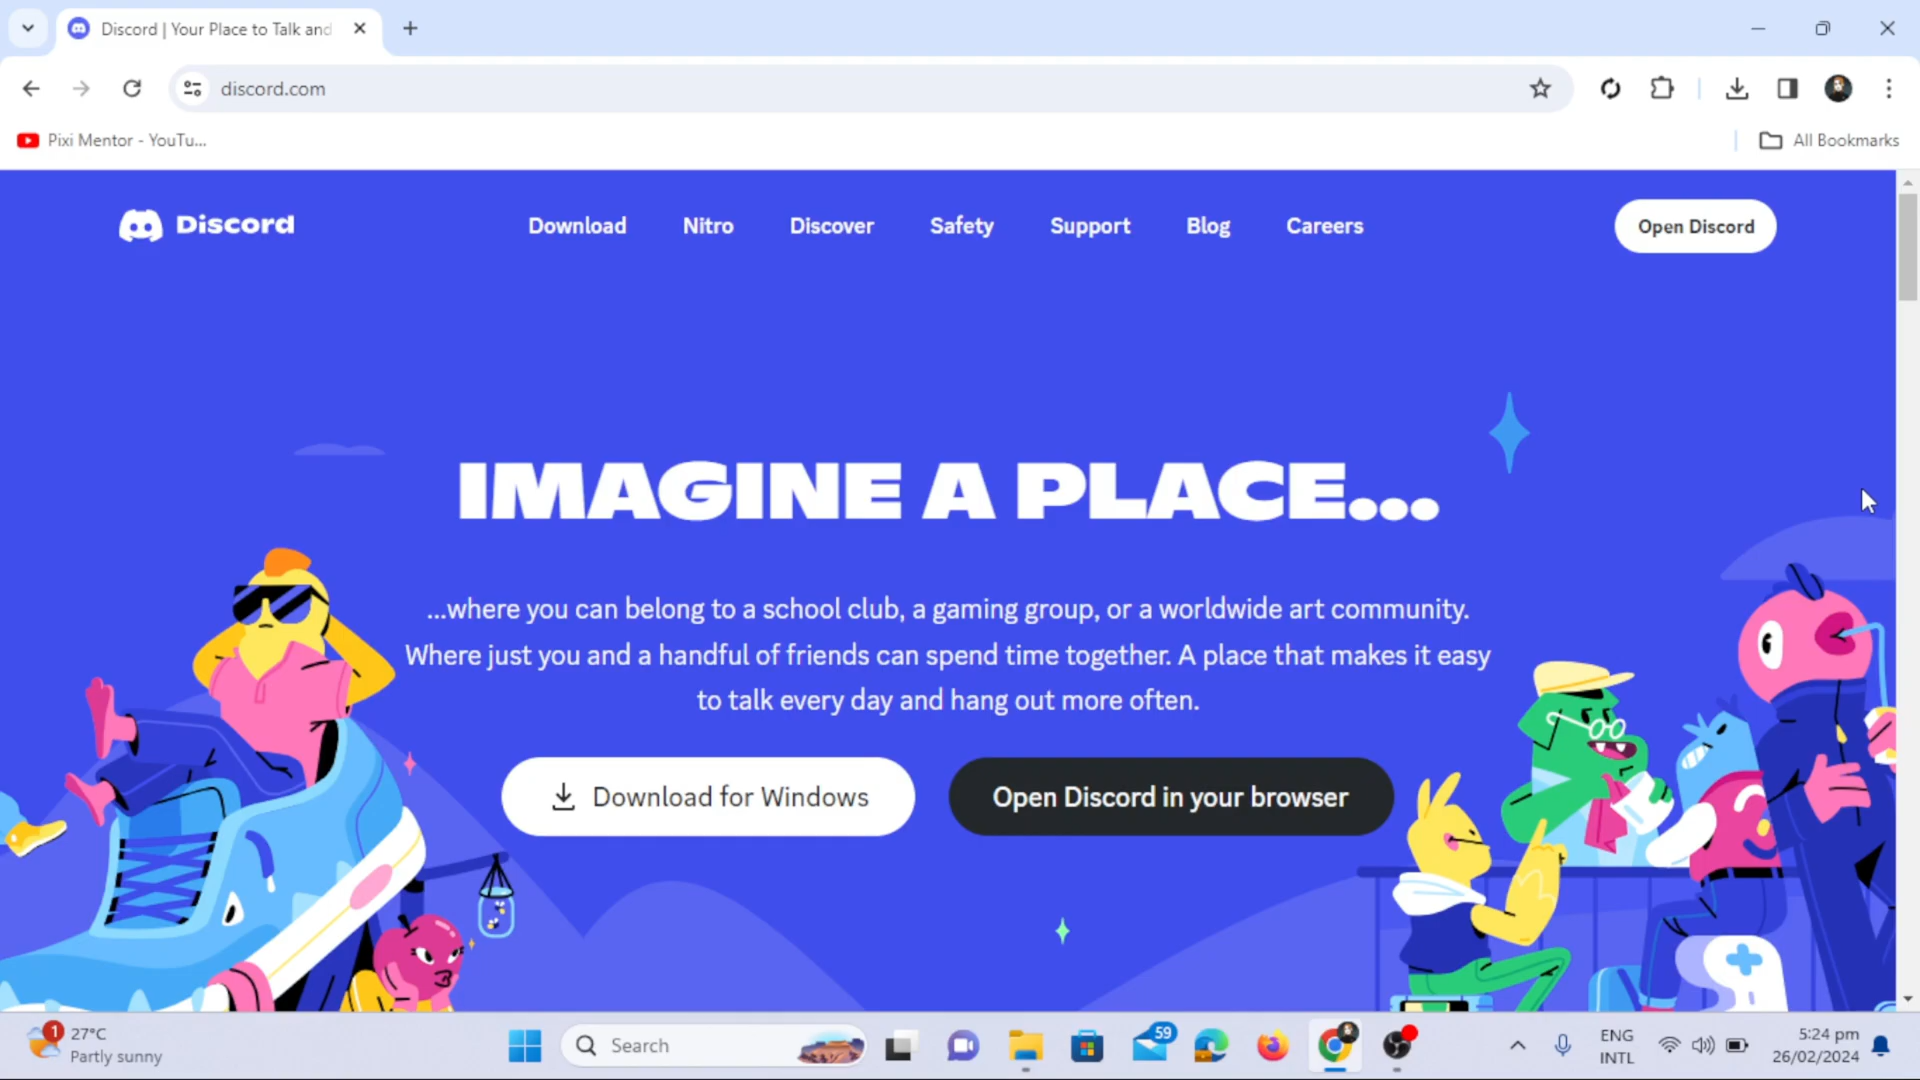 Discord | Your Place to Talk and
discord.com
Pixi Mentor - YouTu...
All Bookmarks
Discord
Download
Nitro
Discover
Safety
Support
Blog
Careers
Open Discord
IMAGINE A PLACE...
...where you can belong to a school club, a gaming group, or a worldwide art community.
Where just you and a handful of friends can spend time together. A place that makes it easy
to talk every day and hang out more often.
Download for Windows
Open Discord in your browser
1
27°C
Partly sunny
Search
59
ENG
INTL
5:24 pm
26/02/2024